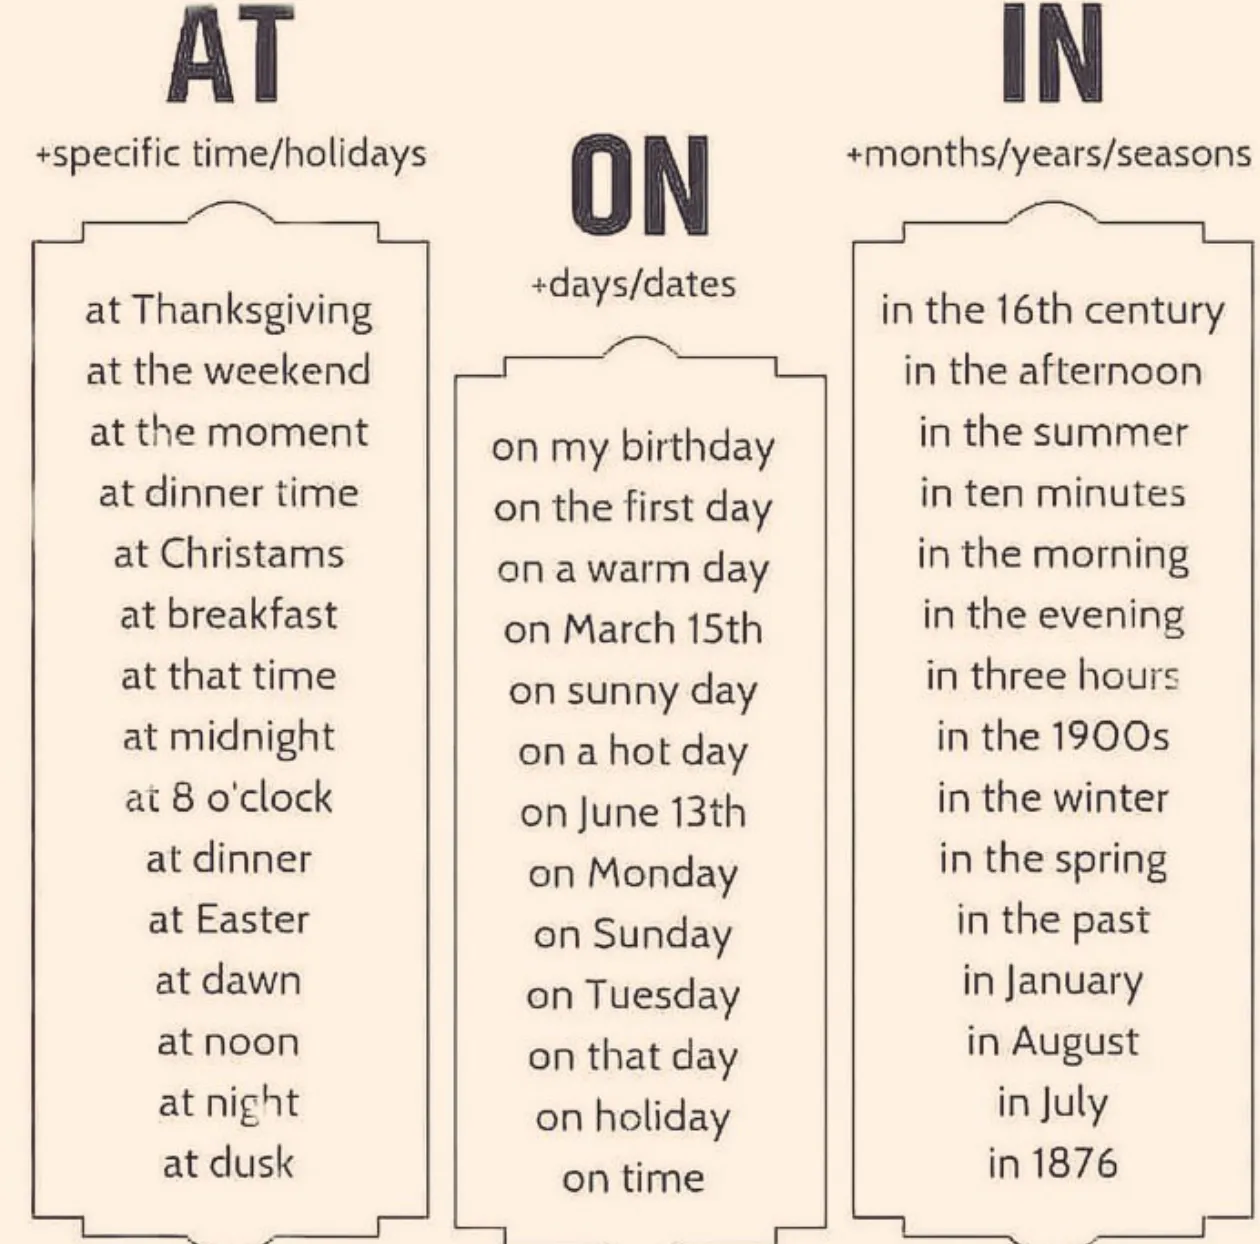 AT
+specific time/holidays
at Thanksgiving
at the weekend
at the moment
at dinner time
at Christams
at breakfast
at that time
at midnight
at 8 o'clock
at dinner
at Easter
at dawn
at noon
at night
at dusk
ON
+days/dates
on my birthday
on the first day
on a warm day
on March 15th
on sunny day
on a hot day
on June 13th
on Monday
on Sunday
on Tuesday
on that day
on holiday
on time
IN
+months/years/seasons
in the 16th century
in the afternoon
in the summer
in ten minutes
in the morning
in the evening
in three hours
in the 1900s
in the winter
in the spring
in the past
in January
in August
in July
in 1876